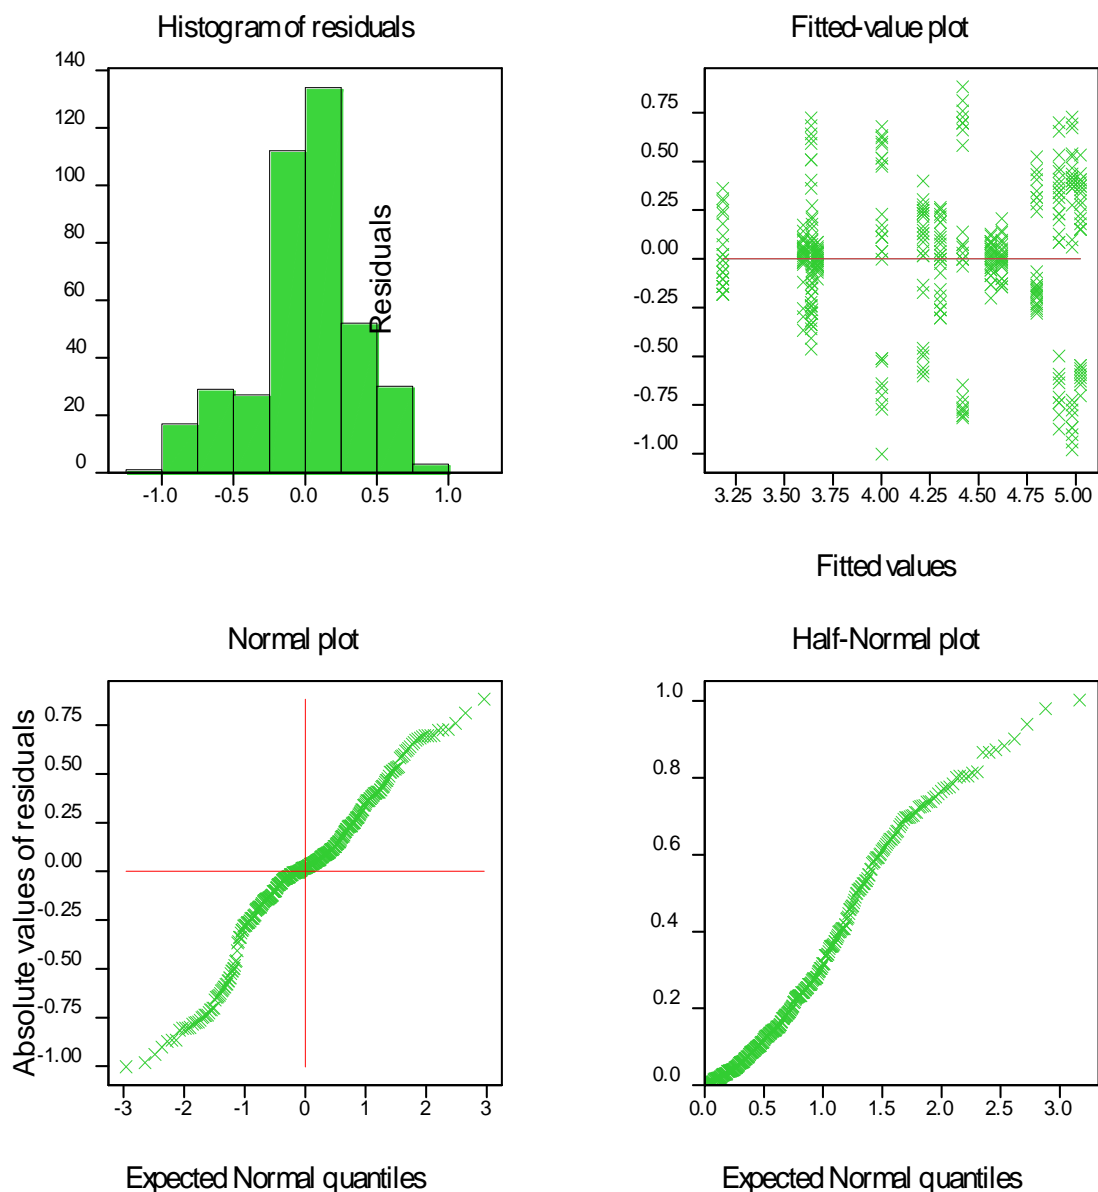 Histogram of residuals
140
120
100
80
60
40
20
0
-1.0 -0.5 0.0 0.5 1.0
Fitted-value plot
Residuals
0.75
0.50
0.25
0.00
-0.25
-0.50
-0.75
-1.00
3.25 3.50 3.75 4.00 4.25 4.50 4.75 5.00
Fitted values
Normal plot
0.75
0.50
0.25
0.00
-0.25
-0.50
-0.75
-1.00
-3 -2 -1 0 1 2 3
Expected Normal quantiles
Half-Normal plot
Absolute values of residuals
1.0
0.8
0.6
0.4
0.2
0.0
0.0 0.5 1.0 1.5 2.0 2.5 3.0
Expected Normal quantiles